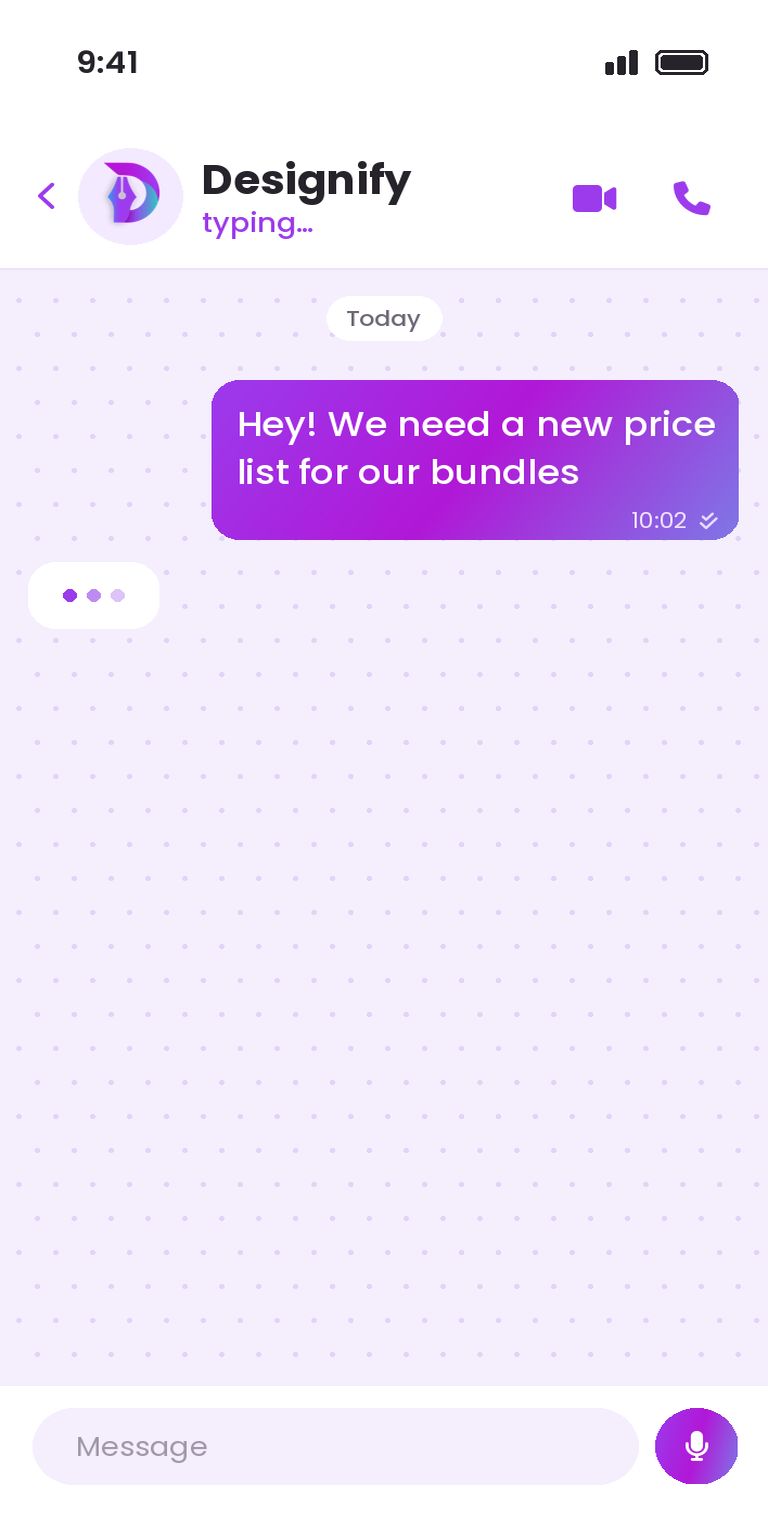 9:41
Designify
typing...
Today
Hey! We need a new price
list for our bundles
10:02
Message